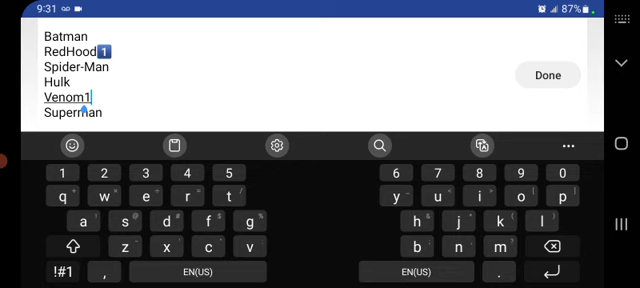 9:31 87%
Batman
RedHood1️⃣
Spider-Man
Hulk
Venom1
Superman
Done
1 2 3 4 5 6 7 8 9 0
q + w × e ÷ r = t / y _ u < i > o [ p ]
a ! s @ d # f $ g % h & j * k ( l )
z - x ' c " v : b ; n , m ?
!#1 , EN(US) EN(US) .